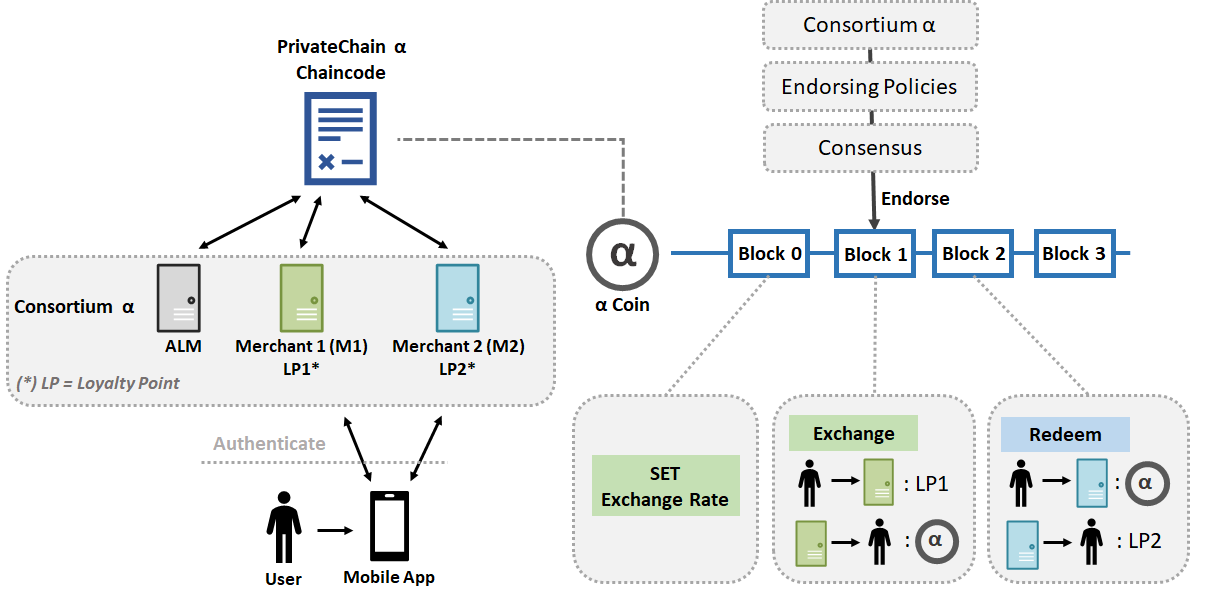 PrivateChain α
Chaincode
Consortium α
ALM
Merchant 1 (M1)
LP1*
Merchant 2 (M2)
LP2*
(*) LP = Loyalty Point
Authenticate
User
Mobile App
α
α Coin
Consortium α
Endorsing Policies
Consensus
Endorse
Block 0
Block 1
Block 2
Block 3
SET
Exchange Rate
Exchange
: LP1
: α
Redeem
: α
: LP2